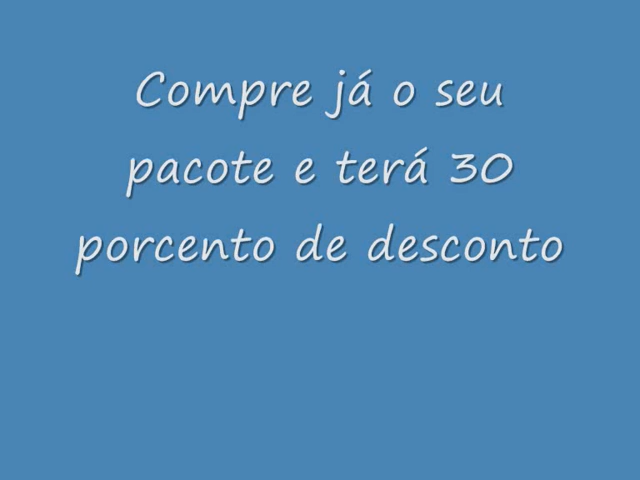 Compre já o seu
pacote e terá 30
porcento de desconto